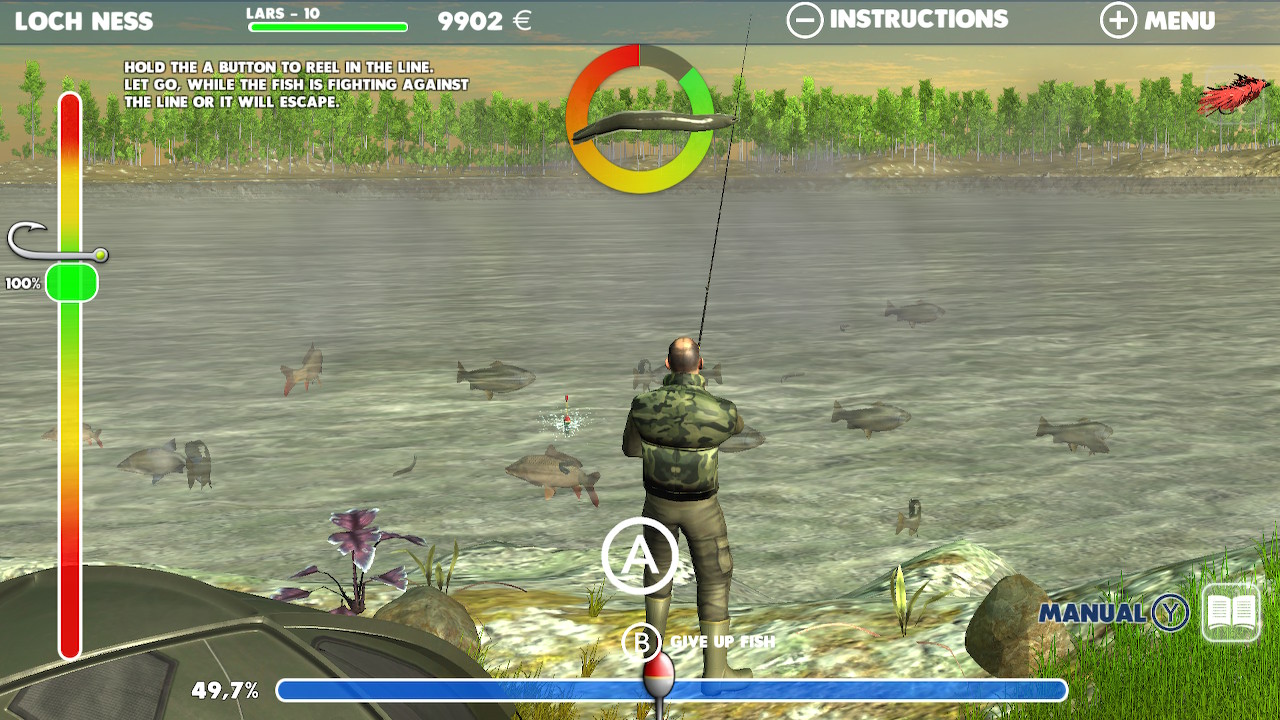 LOCH NESS
LARS - 10
9902 €
INSTRUCTIONS
MENU
HOLD THE A BUTTON TO REEL IN THE LINE.
LET GO, WHILE THE FISH IS FIGHTING AGAINST
THE LINE OR IT WILL ESCAPE.
100%
A
MANUAL Y
B GIVE UP FISH
49,7%